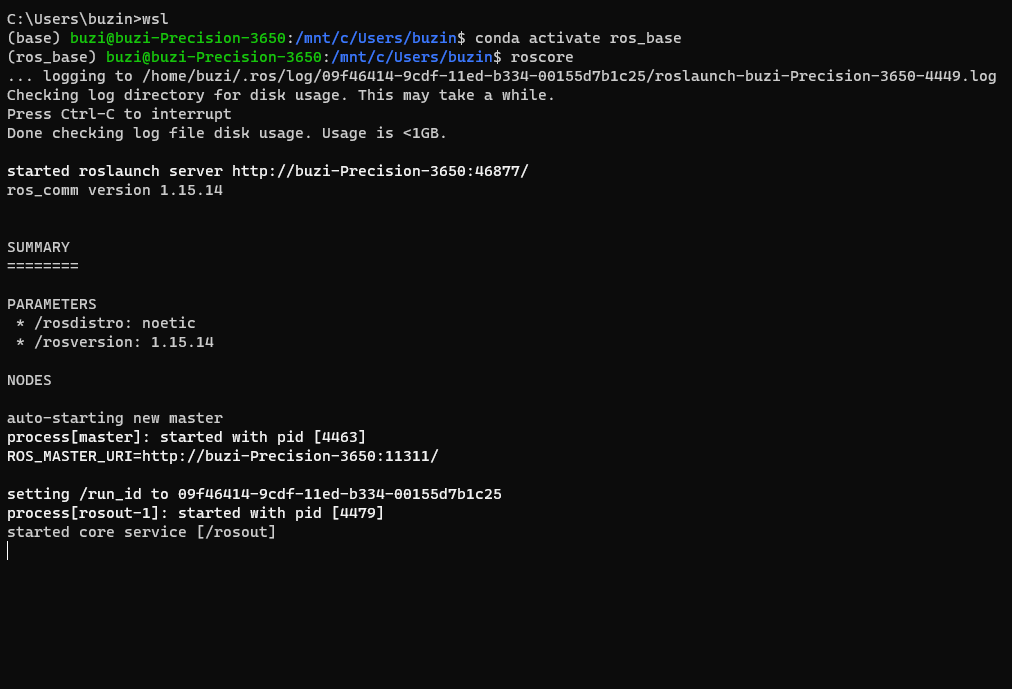 C:\Users\buzin>wsl
(base) buzi@buzi-Precision-3650:/mnt/c/Users/buzin$ conda activate ros_base
(ros_base) buzi@buzi-Precision-3650:/mnt/c/Users/buzin$ roscore
... logging to /home/buzi/.ros/log/09f46414-9cdf-11ed-b334-00155d7b1c25/roslaunch-buzi-Precision-3650-4449.log
Checking log directory for disk usage. This may take a while.
Press Ctrl-C to interrupt
Done checking log file disk usage. Usage is <1GB.

started roslaunch server http://buzi-Precision-3650:46877/
ros_comm version 1.15.14


SUMMARY
========

PARAMETERS
 * /rosdistro: noetic
 * /rosversion: 1.15.14

NODES

auto-starting new master
process[master]: started with pid [4463]
ROS_MASTER_URI=http://buzi-Precision-3650:11311/

setting /run_id to 09f46414-9cdf-11ed-b334-00155d7b1c25
process[rosout-1]: started with pid [4479]
started core service [/rosout]